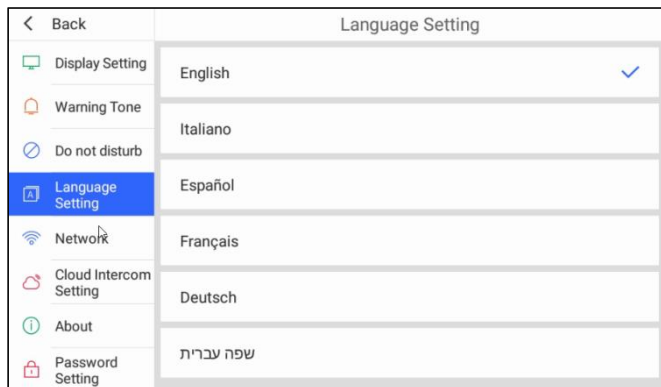 Back
Language Setting
Display Setting
Warning Tone
Do not disturb
Language
Setting
Network
Cloud Intercom
Setting
About
Password
Setting
English
Italiano
Español
Français
Deutsch
שפה עברית